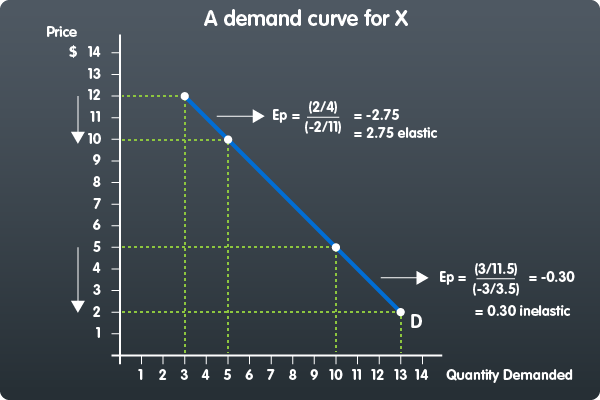 A demand curve for X
Price
$ 14
13
12
11
10
9
8
7
6
5
4
3
2
1
Ep = (2/4) = -2.75
(-2/11)
= 2.75 elastic
Ep = (3/11.5) = -0.30
(-3/3.5)
= 0.30 inelastic
D
1 2 3 4 5 6 7 8 9 10 11 12 13 14 Quantity Demanded